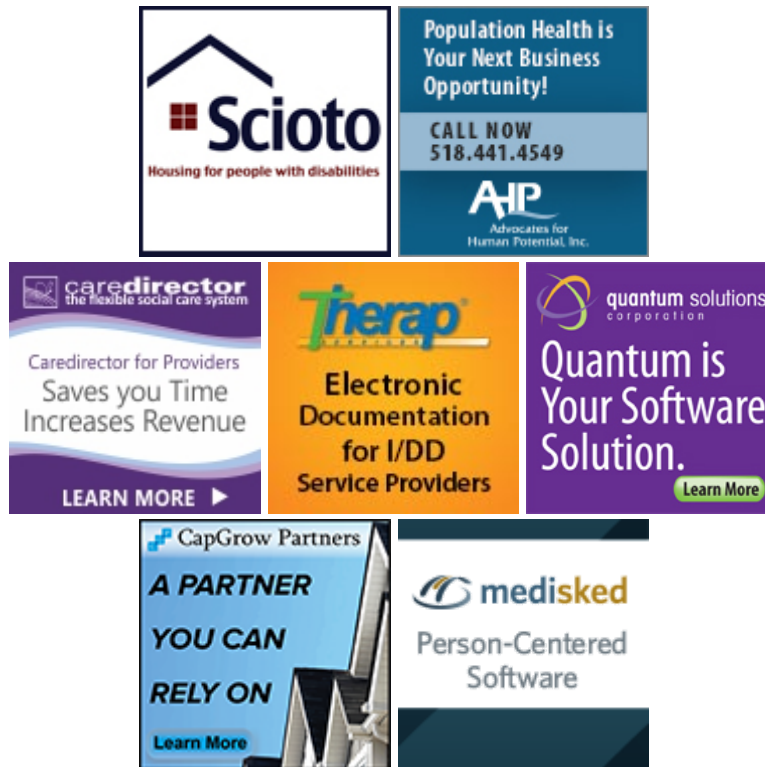 Scioto
Housing for people with disabilities
Population Health is
Your Next Business
Opportunity!
CALL NOW
518.441.4549
AHP
Advocates for
Human Potential, Inc.
caredirector
the flexible social care system
Caredirector for Providers
Saves you Time
Increases Revenue
LEARN MORE
Therap®
SERVICES
Electronic
Documentation
for I/DD
Service Providers
quantum solutions
corporation
Quantum is
Your Software
Solution.
Learn More
CapGrow Partners
A PARTNER
YOU CAN
RELY ON
Learn More
medisked
Person-Centered
Software